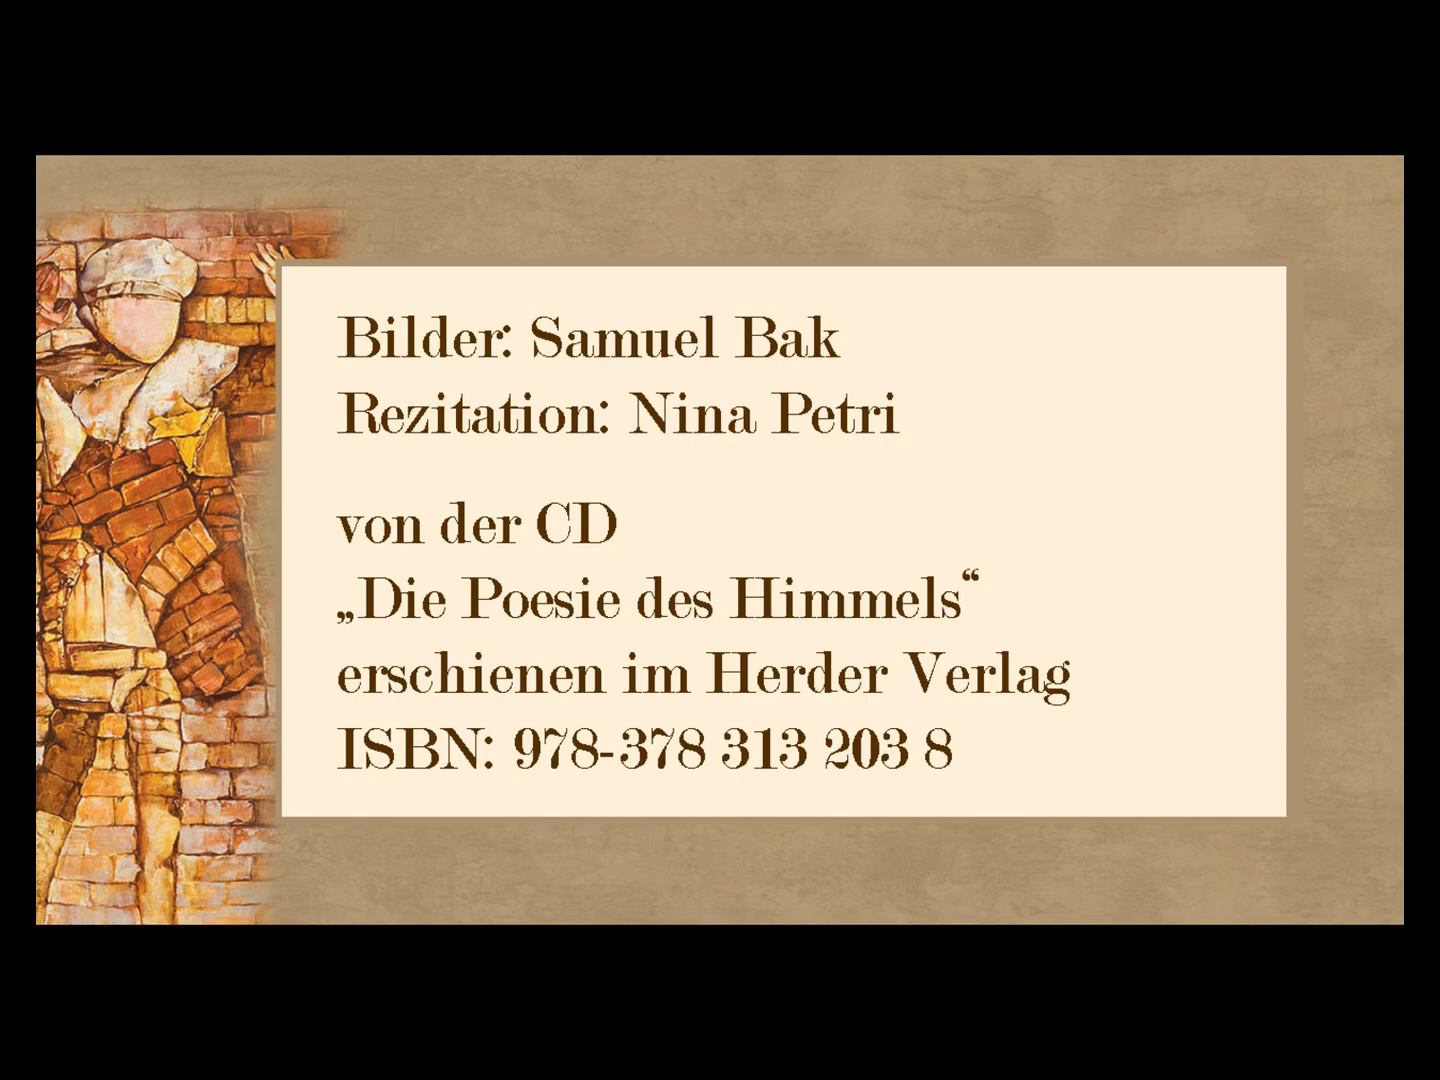 Bilder: Samuel Bak
Rezitation: Nina Petri
von der CD
„Die Poesie des Himmels“
erschienen im Herder Verlag
ISBN: 978-378 313 203 8